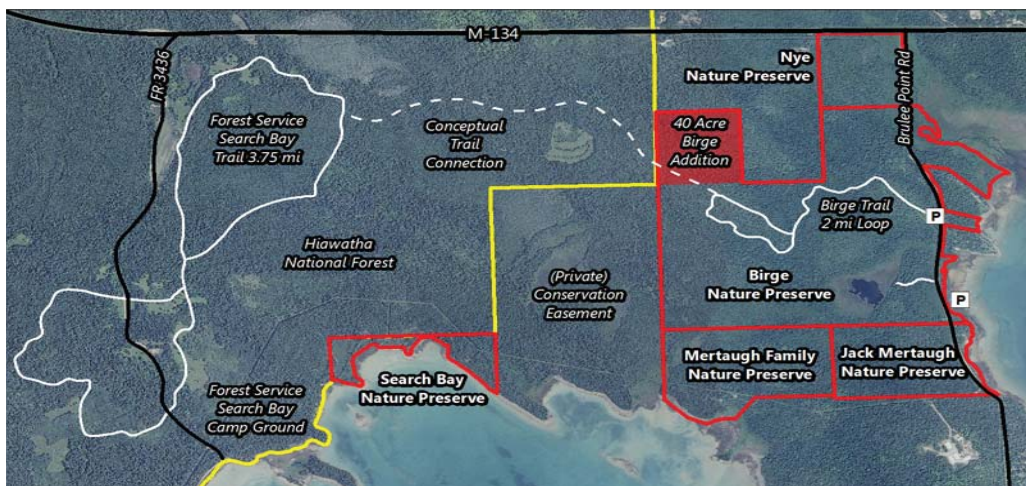 M-134
FR 3436
Nye
Nature Preserve
Brulee Point Rd
Forest Service
Search Bay
Trail 3.75 mi
Conceptual
Trail
Connection
40 Acre
Birge
Addition
Birge Trail
2 mi Loop
P
Hiawatha
National Forest
(Private)
Conservation
Easement
Birge
Nature Preserve
P
Mertaugh Family
Nature Preserve
Jack Mertaugh
Nature Preserve
Search Bay
Nature Preserve
Forest Service
Search Bay
Camp Ground